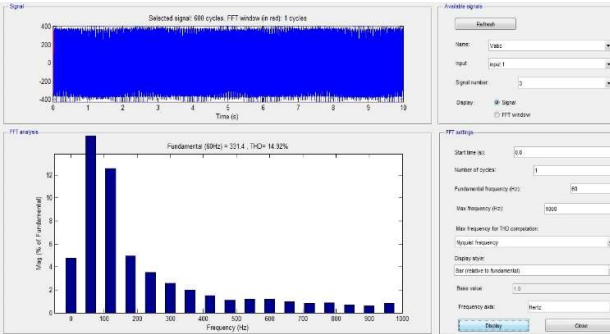 Signal
Selected signal: 600 cycles. FFT window (in red): 1 cycles
400
200
0
-200
-400
0 1 2 3 4 5 6 7 8 9 10
Time (s)
FFT analysis
Fundamental (60Hz) = 331.4 , THD= 14.92%
12
10
8
6
4
2
0
Mag (% of Fundamental)
0 100 200 300 400 500 600 700 800 900 1000
Frequency (Hz)
Available signals
Refresh
Name:
Input
input 1
Signal number:
3
Display:
Signal
FFT window
FFT settings
Start time (s):
0.0
Number of cycles:
1
Fundamental frequency (Hz):
60
Max frequency (Hz):
1000
Max frequency for THD computation:
Nyquist frequency
Display style:
Bar (relative to fundamental)
Base value:
1.0
Frequency axis:
Hertz
Display
Close